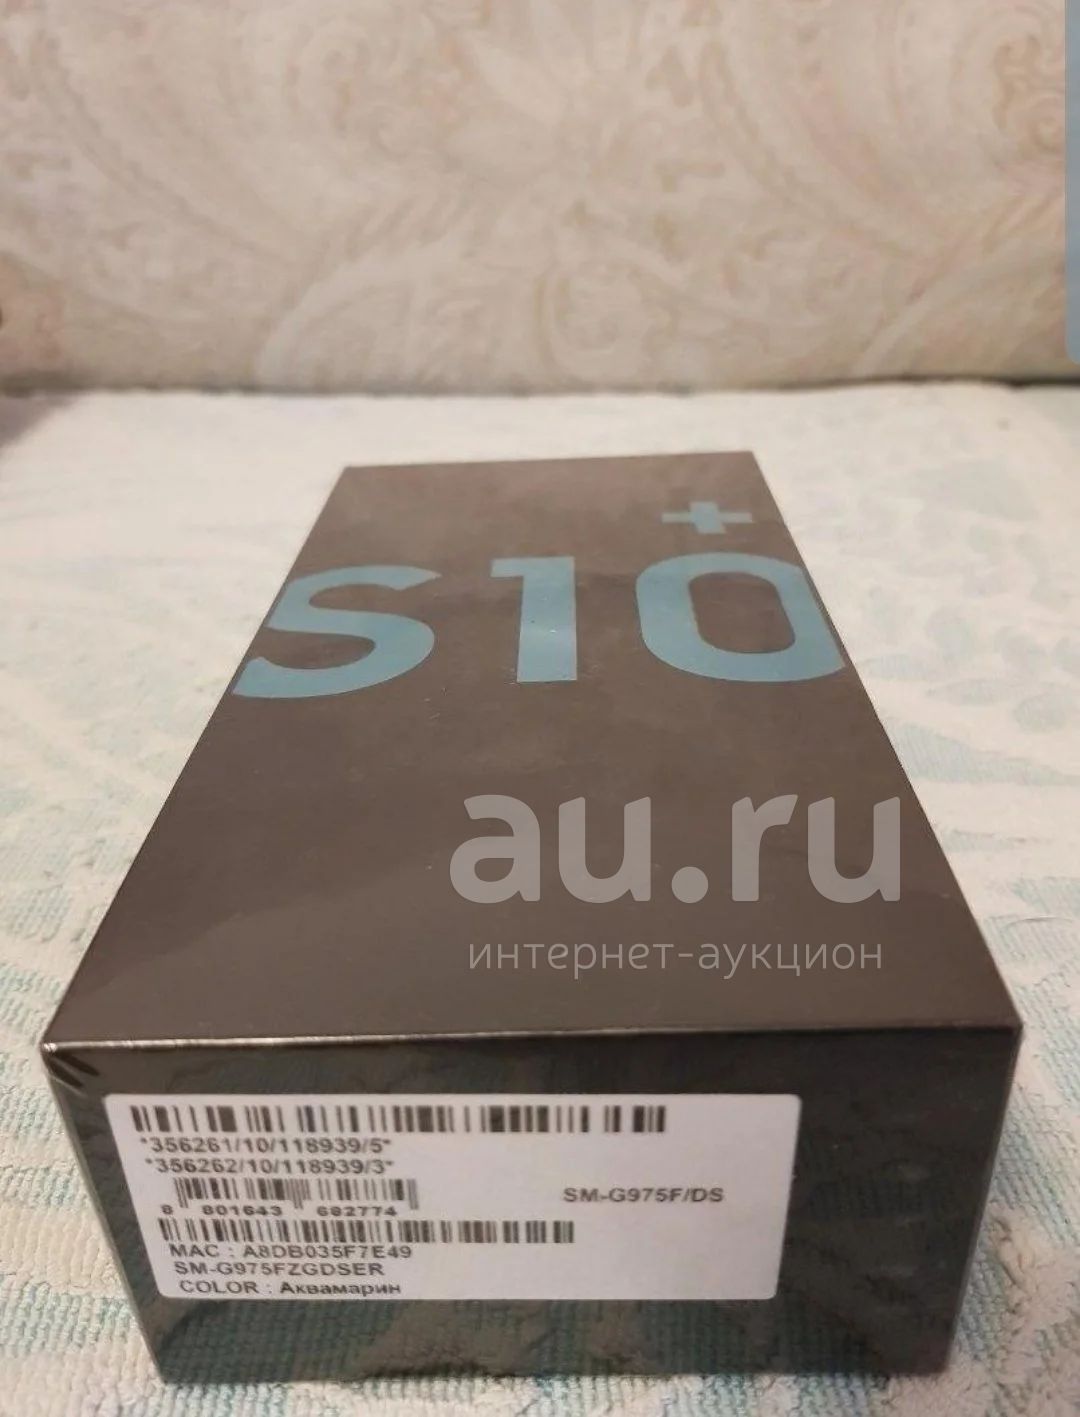 +
S10
au.ru
интернет-аукцион
*356261/10/118939/5*
*356262/10/118939/3*
SM-G975F/DS
8 801643 682774
MAC : A8DB035F7E49
SM-G975FZGDSER
COLOR : Аквамарин